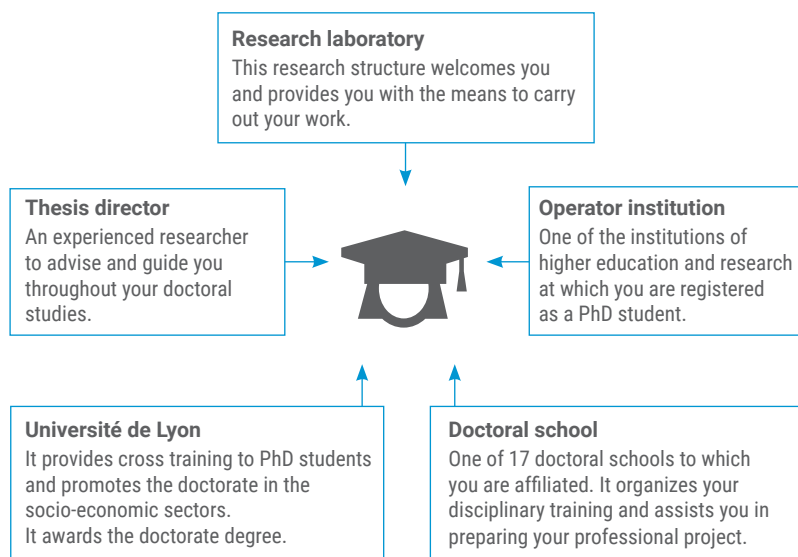 Research laboratory
This research structure welcomes you
and provides you with the means to carry
out your work.
Thesis director
An experienced researcher
to advise and guide you
throughout your doctoral
studies.
Operator institution
One of the institutions of
higher education and research
at which you are registered
as a PhD student.
Université de Lyon
It provides cross training to PhD students
and promotes the doctorate in the
socio-economic sectors.
It awards the doctorate degree.
Doctoral school
One of 17 doctoral schools to which
you are affiliated. It organizes your
disciplinary training and assists you in
preparing your professional project.